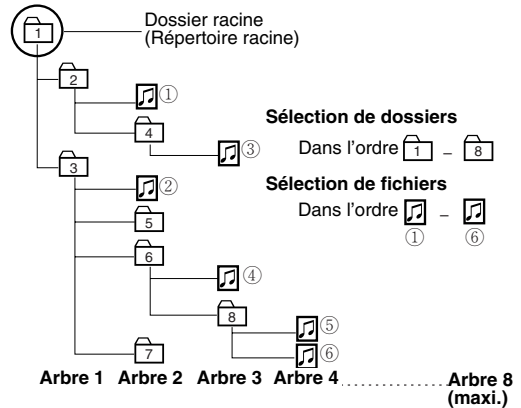 1
Dossier racine
(Répertoire racine)
2
①
4
③
3
②
5
6
④
8
⑤
⑥
7
Sélection de dossiers
Dans l'ordre 1 – 8
Sélection de fichiers
Dans l'ordre –
① ⑥
Arbre 1 Arbre 2 Arbre 3 Arbre 4 ............... Arbre 8
(maxi.)